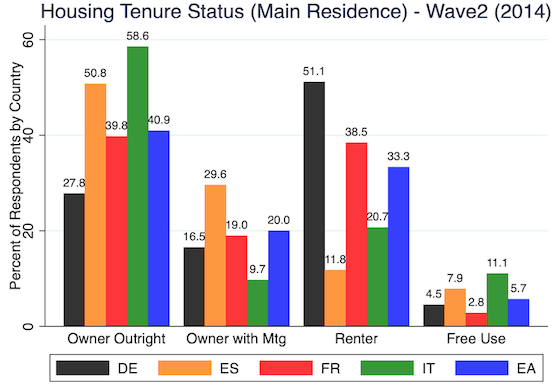 Housing Tenure Status (Main Residence) - Wave2 (2014)
Percent of Respondents by Country
60
40
20
0
27.8 50.8 39.8 58.6 40.9
16.5 29.6 19.0 9.7 20.0
51.1 11.8 38.5 20.7 33.3
4.5 7.9 2.8 11.1 5.7
Owner Outright Owner with Mtg Renter Free Use
DE ES FR IT EA